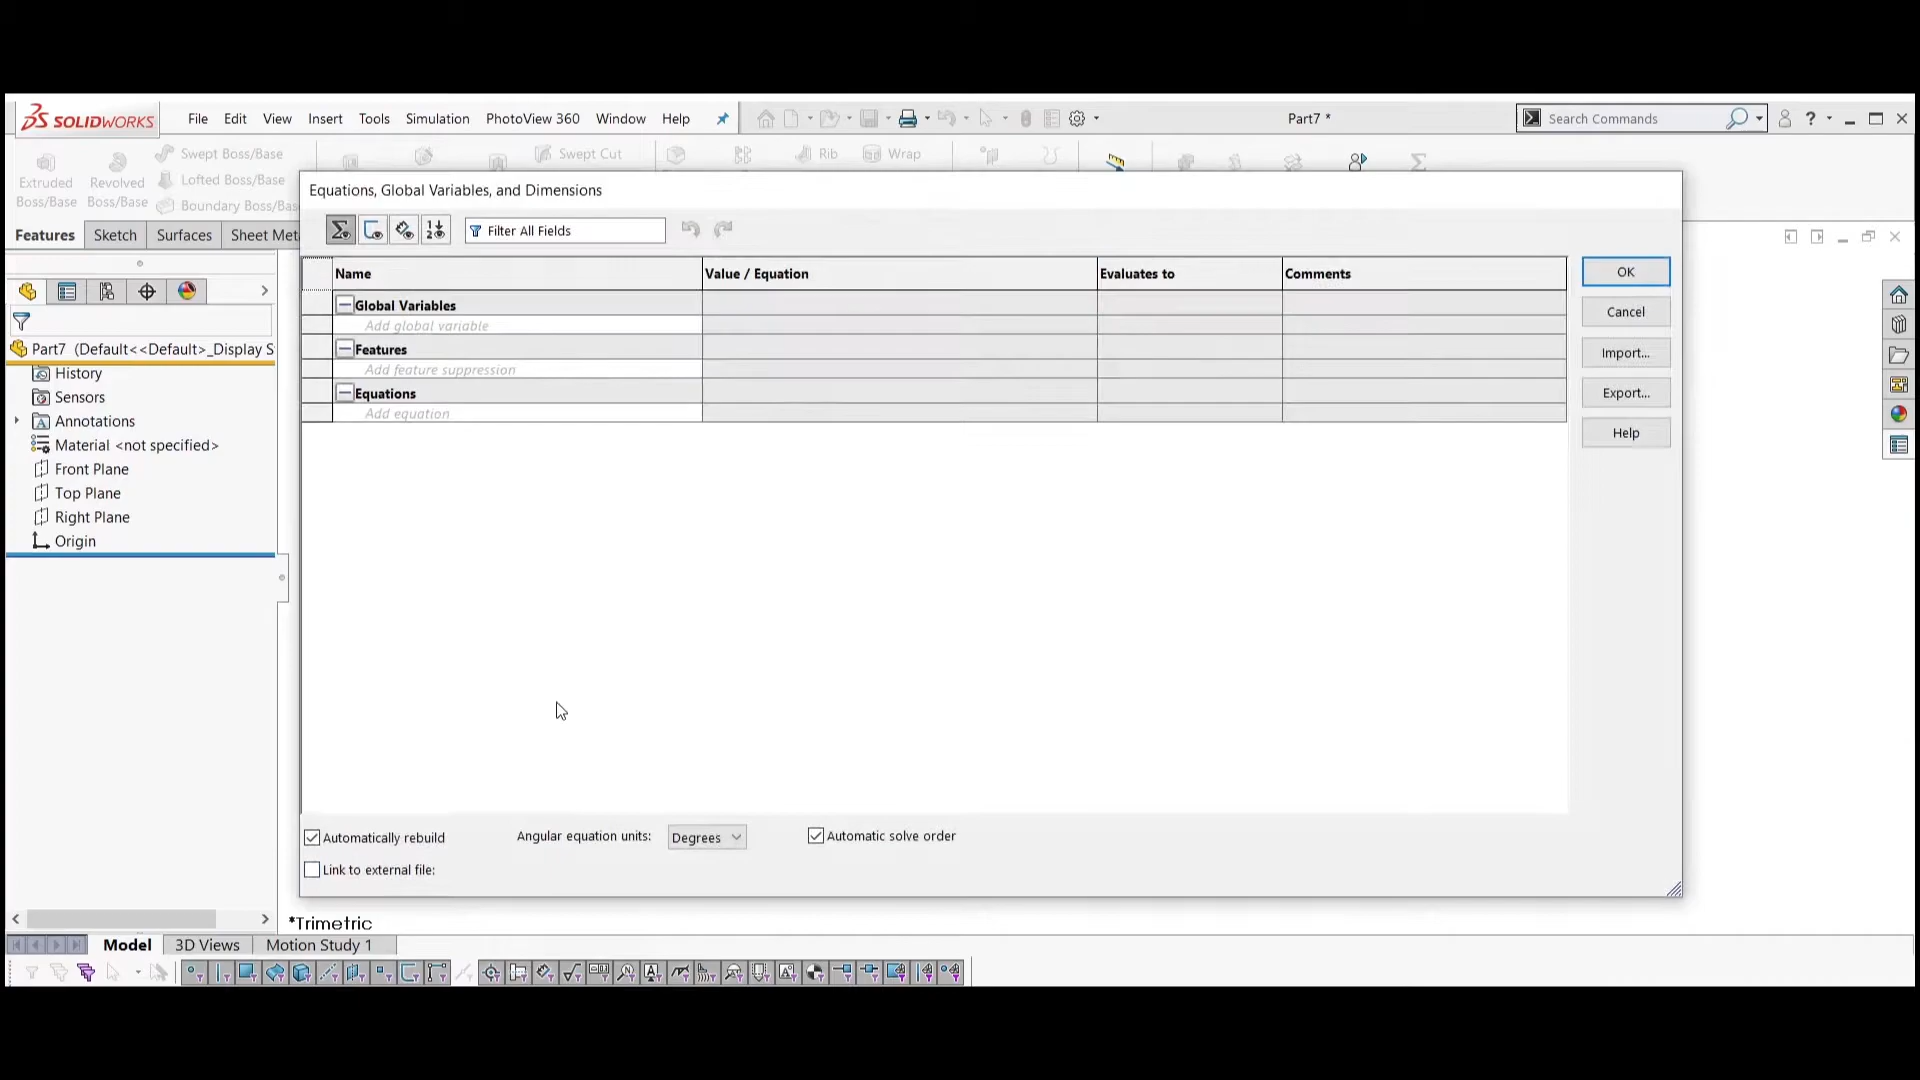 SOLIDWORKS File Edit View Insert Tools Simulation PhotoView 360 Window Help Part7 * Search Commands ?
Extruded Boss/Base
Revolved Boss/Base
Swept Boss/Base
Lofted Boss/Base
Boundary Boss/Bas
Swept Cut
Rib
Wrap
Features Sketch Surfaces Sheet Met
Equations, Global Variables, and Dimensions
Filter All Fields
Name Value / Equation Evaluates to Comments
Global Variables
Add global variable
Features
Add feature suppression
Equations
Add equation
OK
Cancel
Import...
Export...
Help
Automatically rebuild Angular equation units: Degrees Automatic solve order
Link to external file:
Part7 (Default<<Default>_Display S
History
Sensors
Annotations
Material <not specified>
Front Plane
Top Plane
Right Plane
Origin
*Trimetric
Model 3D Views Motion Study 1